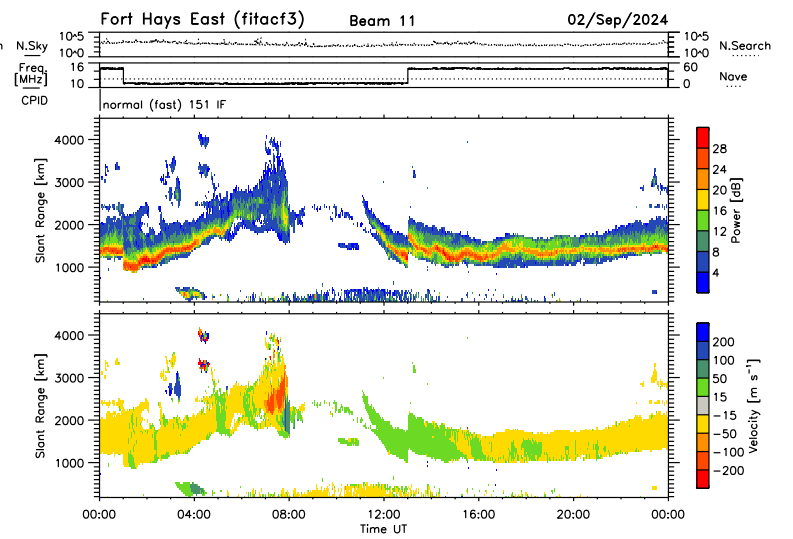 Fort Hays East (fitacf3) Beam 11 02/Sep/2024
n N.Sky 10^5 10^0 10^5 10^0 N.Search
Freq. [MHz] 16 10 60 0 Nave
CPID normal (fast) 151 IF
Slant Range [km] 4000 3000 2000 1000
28 24 20 16 12 8 4 Power [dB]
Slant Range [km] 4000 3000 2000 1000
200 100 50 15 −15 −50 −100 −200 Velocity [m s⁻¹]
00:00 04:00 08:00 12:00 16:00 20:00 00:00
Time UT